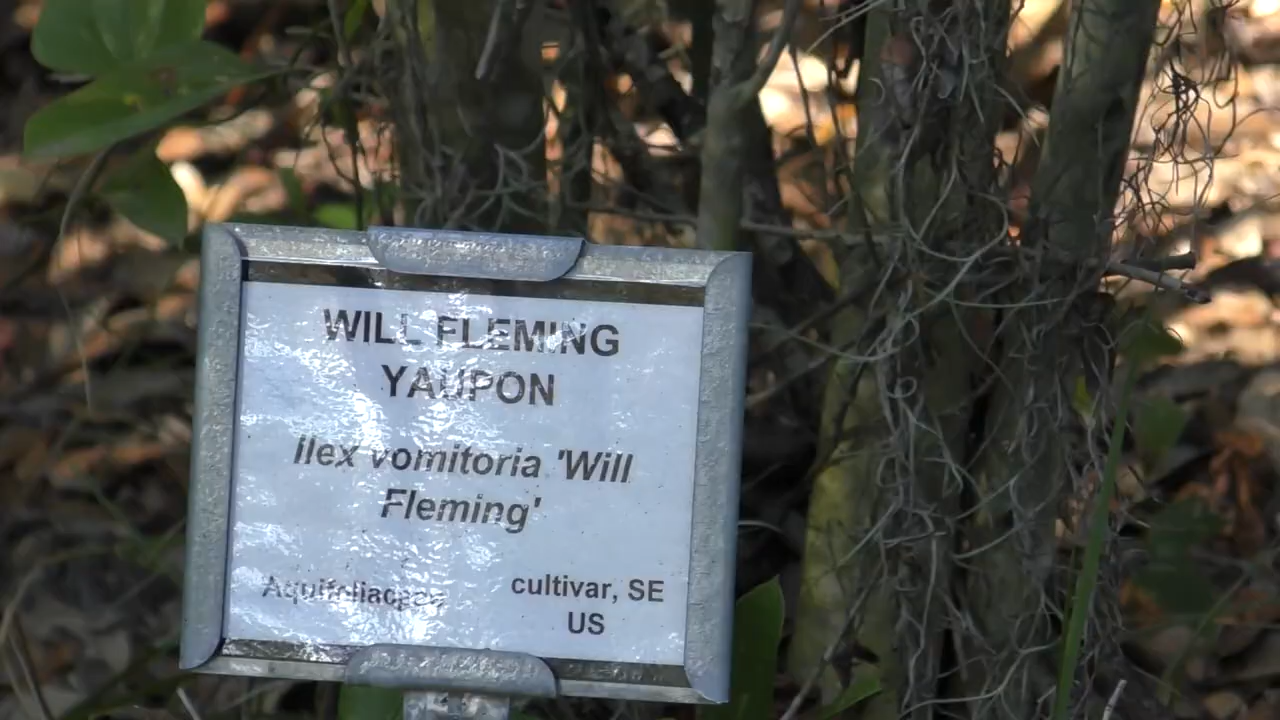 WILL FLEMING
YAUPON
Ilex vomitoria 'Will
Fleming'
Aquifoliaceae
cultivar, SE
US